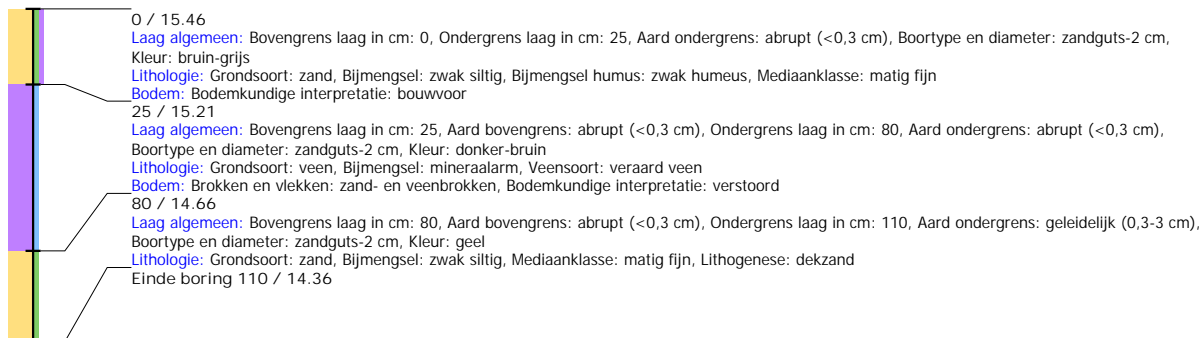 0 / 15.46
Laag algemeen: Bovengrens laag in cm: 0, Ondergrens laag in cm: 25, Aard ondergrens: abrupt (<0,3 cm), Boortype en diameter: zandguts-2 cm,
Kleur: bruin-grijs
Lithologie: Grondsoort: zand, Bijmengsel: zwak siltig, Bijmengsel humus: zwak humeus, Mediaanklasse: matig fijn
Bodem: Bodemkundige interpretatie: bouwvoor
25 / 15.21
Laag algemeen: Bovengrens laag in cm: 25, Aard bovengrens: abrupt (<0,3 cm), Ondergrens laag in cm: 80, Aard ondergrens: abrupt (<0,3 cm),
Boortype en diameter: zandguts-2 cm, Kleur: donker-bruin
Lithologie: Grondsoort: veen, Bijmengsel: mineraalarm, Veensoort: veraard veen
Bodem: Brokken en vlekken: zand- en veenbrokken, Bodemkundige interpretatie: verstoord
80 / 14.66
Laag algemeen: Bovengrens laag in cm: 80, Aard bovengrens: abrupt (<0,3 cm), Ondergrens laag in cm: 110, Aard ondergrens: geleidelijk (0,3-3 cm),
Boortype en diameter: zandguts-2 cm, Kleur: geel
Lithologie: Grondsoort: zand, Bijmengsel: zwak siltig, Mediaanklasse: matig fijn, Lithogenese: dekzand
Einde boring 110 / 14.36